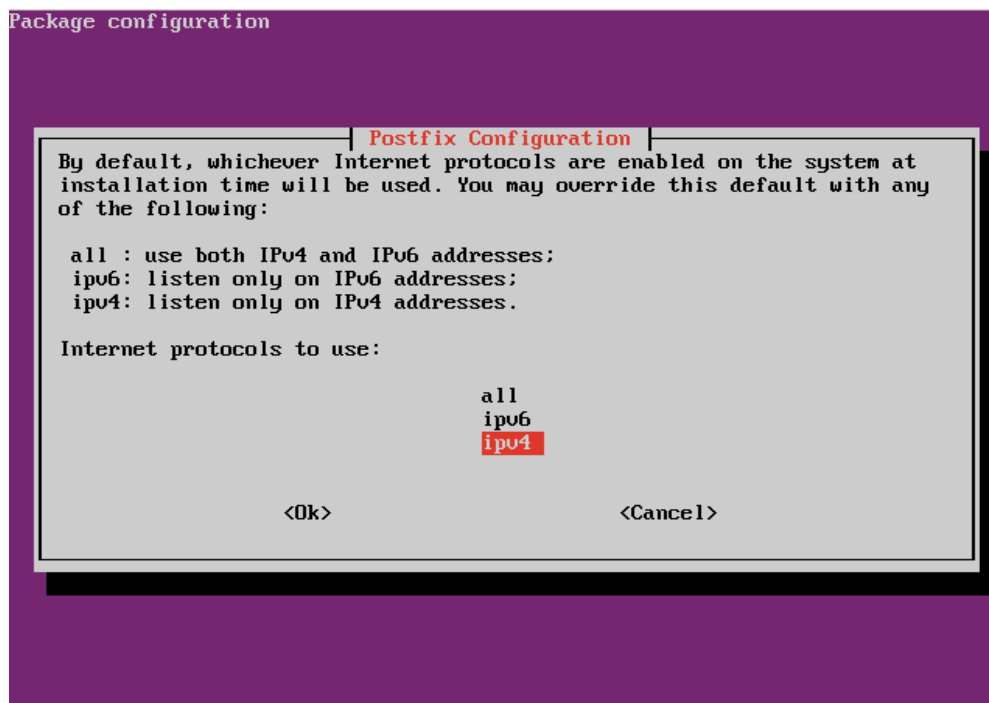 Package configuration
Postfix Configuration
By default, whichever Internet protocols are enabled on the system at
installation time will be used. You may override this default with any
of the following:
all : use both IPv4 and IPv6 addresses;
ipv6: listen only on IPv6 addresses;
ipv4: listen only on IPv4 addresses.
Internet protocols to use:
all
ipv6
ipv4
<Ok> <Cancel>